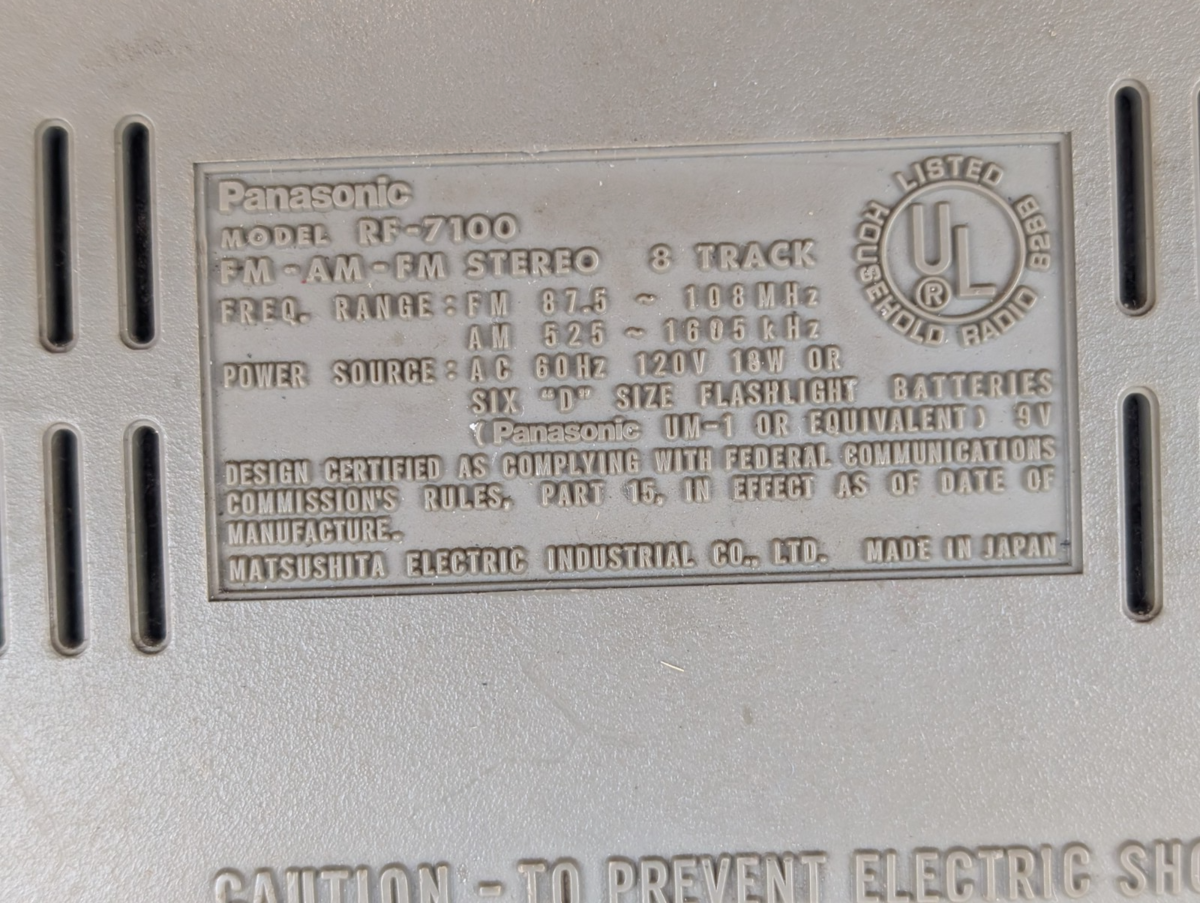 Panasonic
MODEL RF-7100
FM-AM-FM STEREO 8 TRACK
FREQ. RANGE: FM 87.5 ~ 108MHz
AM 525 ~ 1605kHz
POWER SOURCE: AC 60Hz 120V 18W OR
SIX "D" SIZE FLASHLIGHT BATTERIES
(Panasonic UM-1 OR EQUIVALENT) 9V
DESIGN CERTIFIED AS COMPLYING WITH FEDERAL COMMUNICATIONS
COMMISSION'S RULES, PART 15, IN EFFECT AS OF DATE OF
MANUFACTURE.
MATSUSHITA ELECTRIC INDUSTRIAL CO., LTD. MADE IN JAPAN
LISTED
UL
®
HOUSEHOLD RADIO 828B
CAUTION - TO PREVENT ELECTRIC SHO